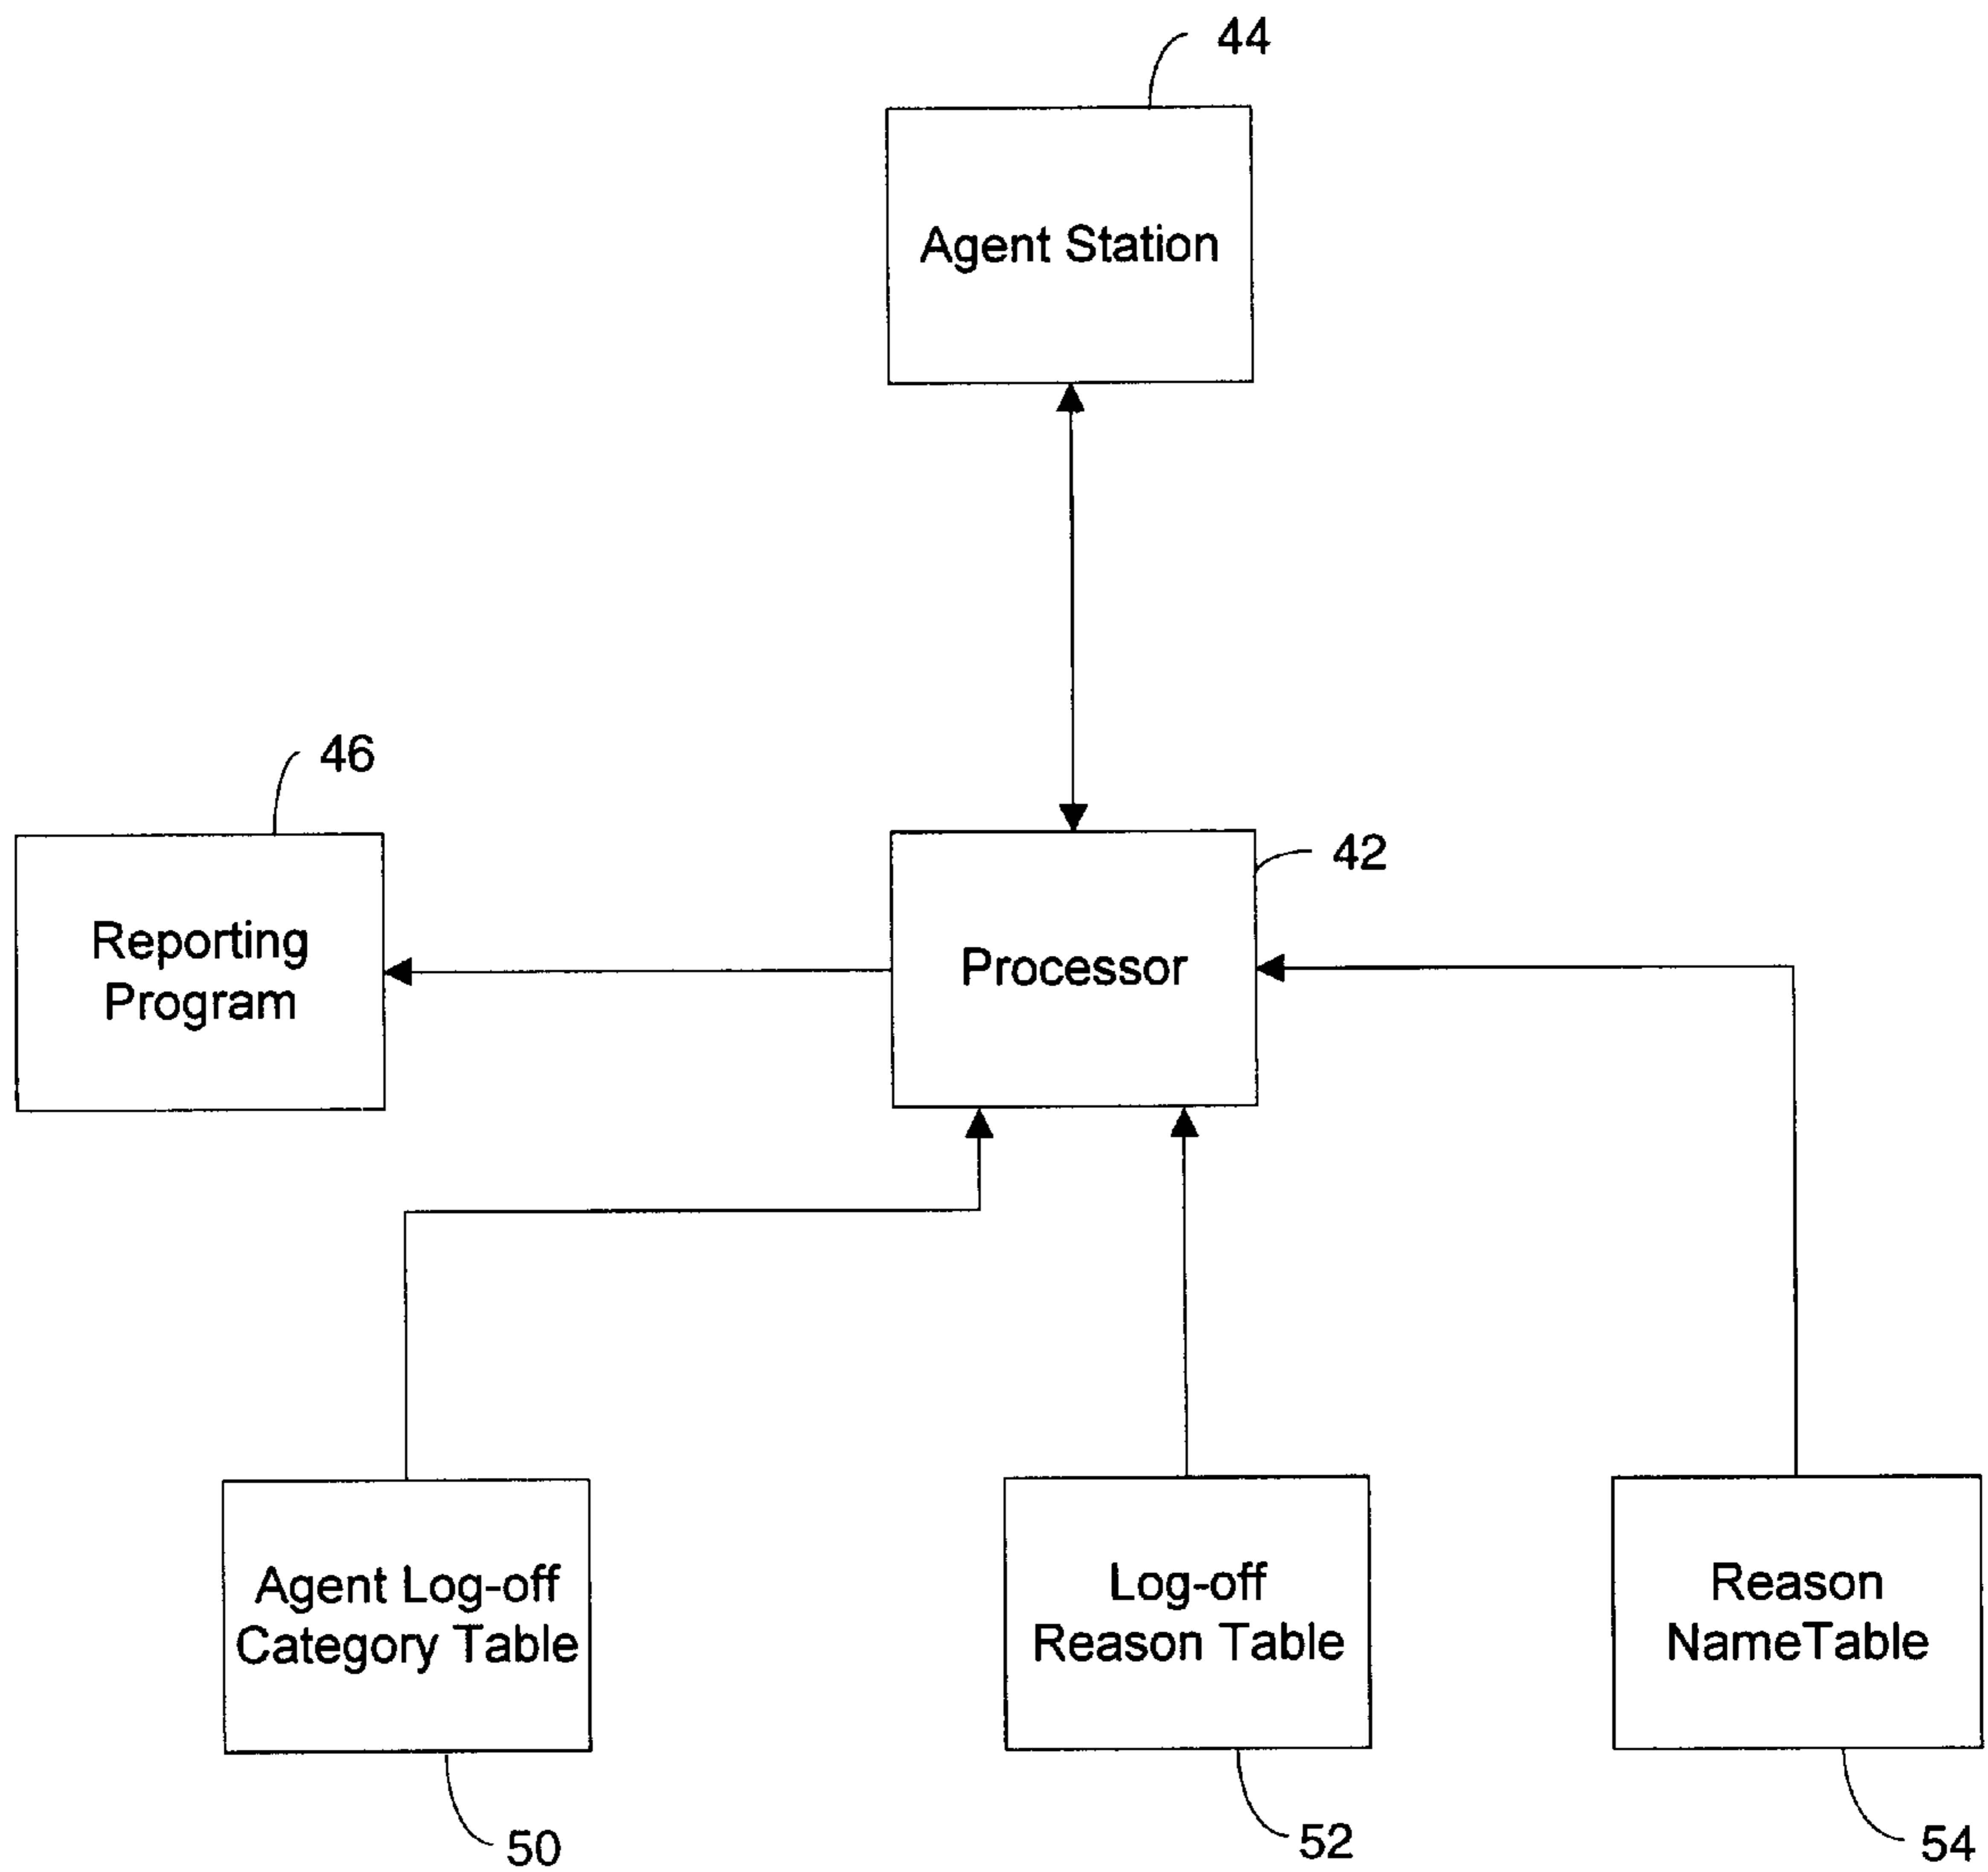 44
Agent Station
46
42
Reporting
Program
Processor
Agent Log-off
Category Table
Log-off
Reason Table
Reason
NameTable
50
52
54